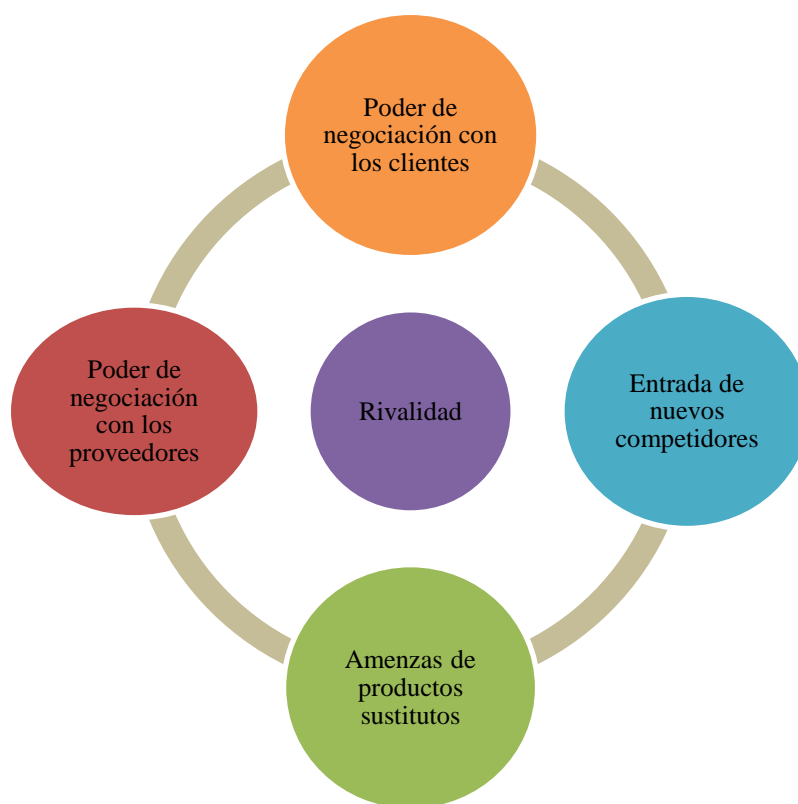 Poder de
negociación con
los clientes
Poder de
negociación
con los
proveedores
Rivalidad
Entrada de
nuevos
competidores
Amenzas de
productos
sustitutos